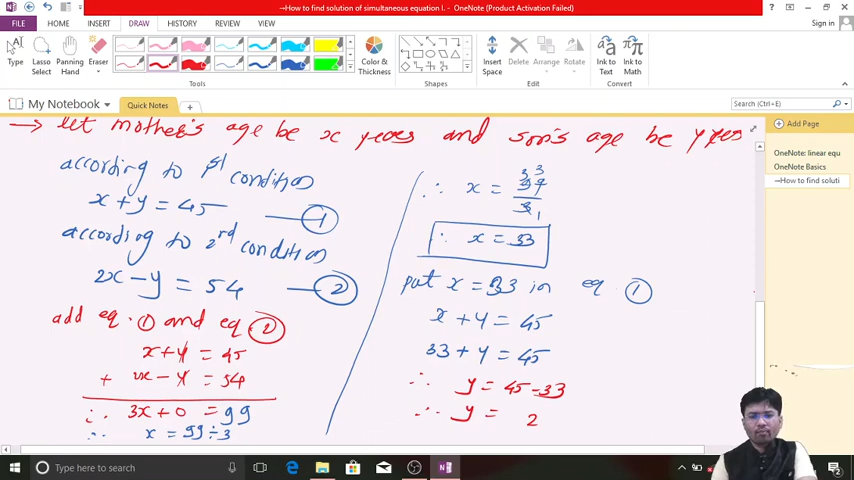 →How to find solution of simultaneous equation I. - OneNote (Product Activation Failed)
FILE HOME INSERT DRAW HISTORY REVIEW VIEW
Sign in
Type Lasso Select Panning Hand Eraser
Color & Thickness
Shapes
Insert Space Delete Arrange Rotate
Ink to Text Ink to Math
Tools Shapes Edit Convert
My Notebook Quick Notes
Search (Ctrl+E)
Add Page
OneNote: linear equ
OneNote Basics
→How to find soluti
→ let mother's age be x years and son's age be y years
according to 1st condition
x + y = 45 — 1
according to 2nd condition
2x - y = 54 — 2
add eq. 1 and eq. 2
x + y = 45
+ 2x - y = 54
∴ 3x + 0 = 99
∴ x = 99 ÷ 3
∴ x =
∴ x = 33
put x = 33 in eq 1
x + y = 45
33 + y = 45
∴ y = 45 - 33
∴ y = 2
Type here to search